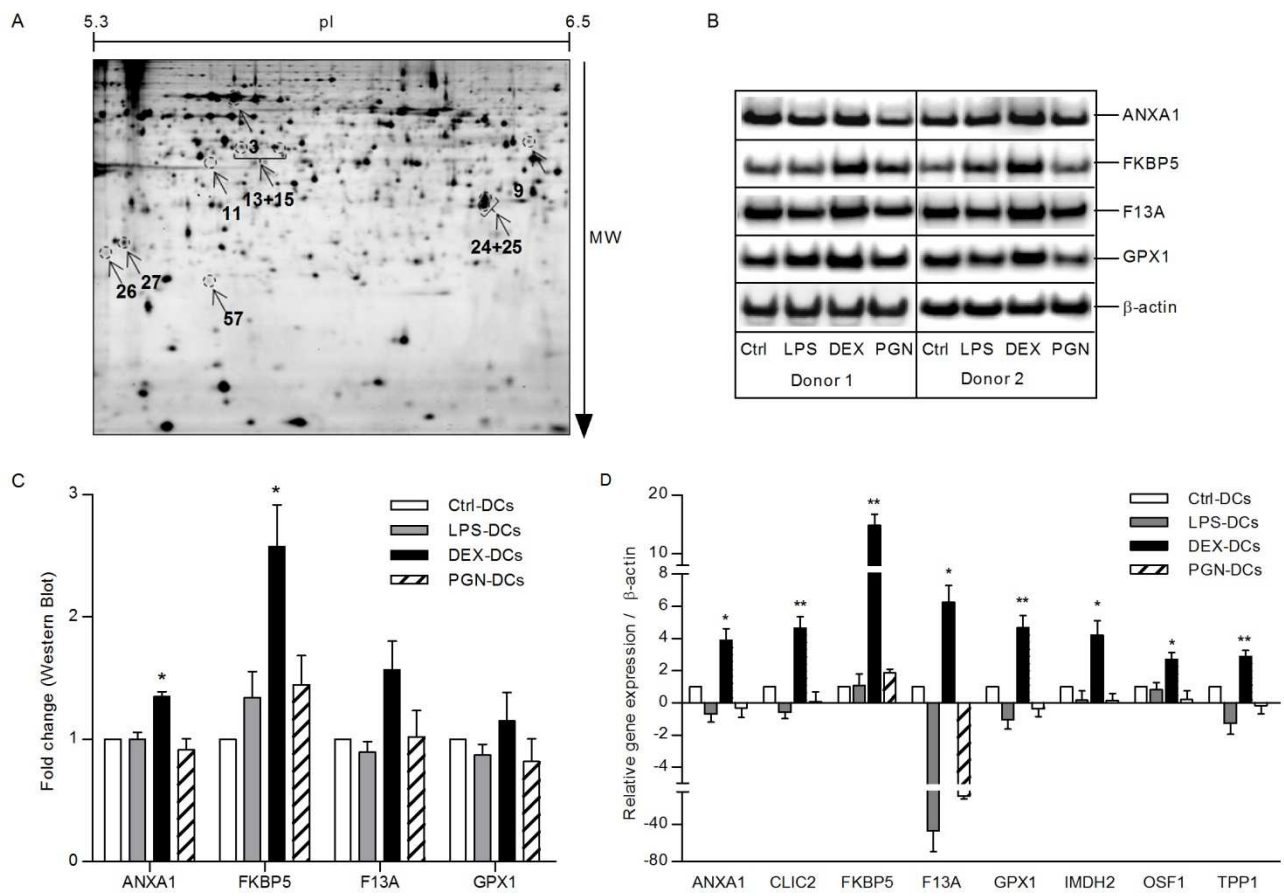 A
5.3 pI 6.5
3
9
13+15
11
24+25
27
26
57
MW
B
ANXA1
FKBP5
F13A
GPX1
β-actin
Ctrl LPS DEX PGN Ctrl LPS DEX PGN
Donor 1 Donor 2
C
Fold change (Western Blot)
3
2
1
0
Ctrl-DCs
LPS-DCs
DEX-DCs
PGN-DCs
* *
ANXA1 FKBP5 F13A GPX1
D
Relative gene expression / β-actin
20
10
8
6
4
2
0
-2
-4
-40
-80
Ctrl-DCs
LPS-DCs
DEX-DCs
PGN-DCs
* ** ** * ** * * **
ANXA1 CLIC2 FKBP5 F13A GPX1 IMDH2 OSF1 TPP1